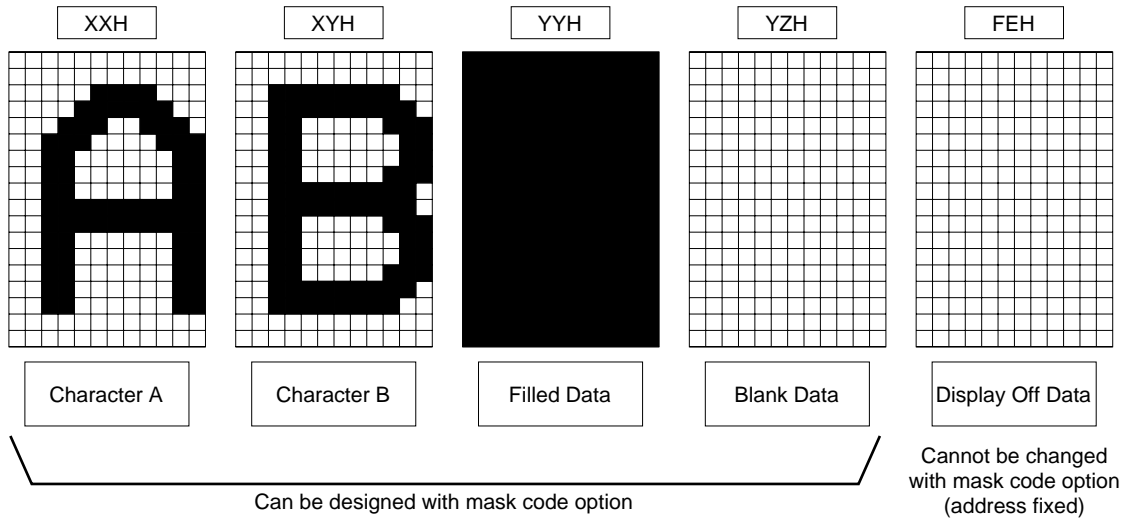 XXH
XYH
YYH
YZH
FEH
Character A
Character B
Filled Data
Blank Data
Display Off Data
Can be designed with mask code option
Cannot be changed
with mask code option
(address fixed)